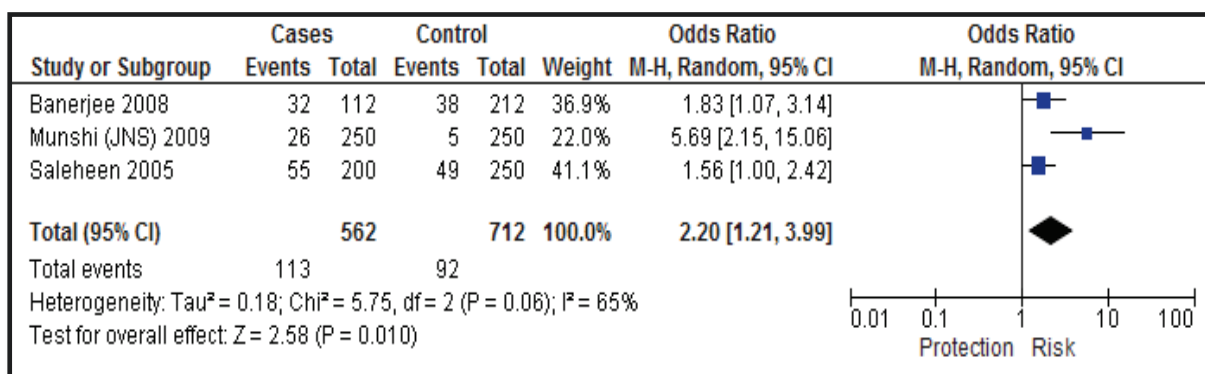 Cases Control Odds Ratio Odds Ratio
Study or Subgroup Events Total Events Total Weight M-H, Random, 95% CI M-H, Random, 95% CI
Banerjee 2008 32 112 38 212 36.9% 1.83 [1.07, 3.14]
Munshi (JNS) 2009 26 250 5 250 22.0% 5.69 [2.15, 15.06]
Saleheen 2005 55 200 49 250 41.1% 1.56 [1.00, 2.42]
Total (95% CI) 562 712 100.0% 2.20 [1.21, 3.99]
Total events 113 92
Heterogeneity: Tau² = 0.18; Chi² = 5.75, df = 2 (P = 0.06); I² = 65%
Test for overall effect: Z = 2.58 (P = 0.010)
0.01 0.1 1 10 100
Protection Risk